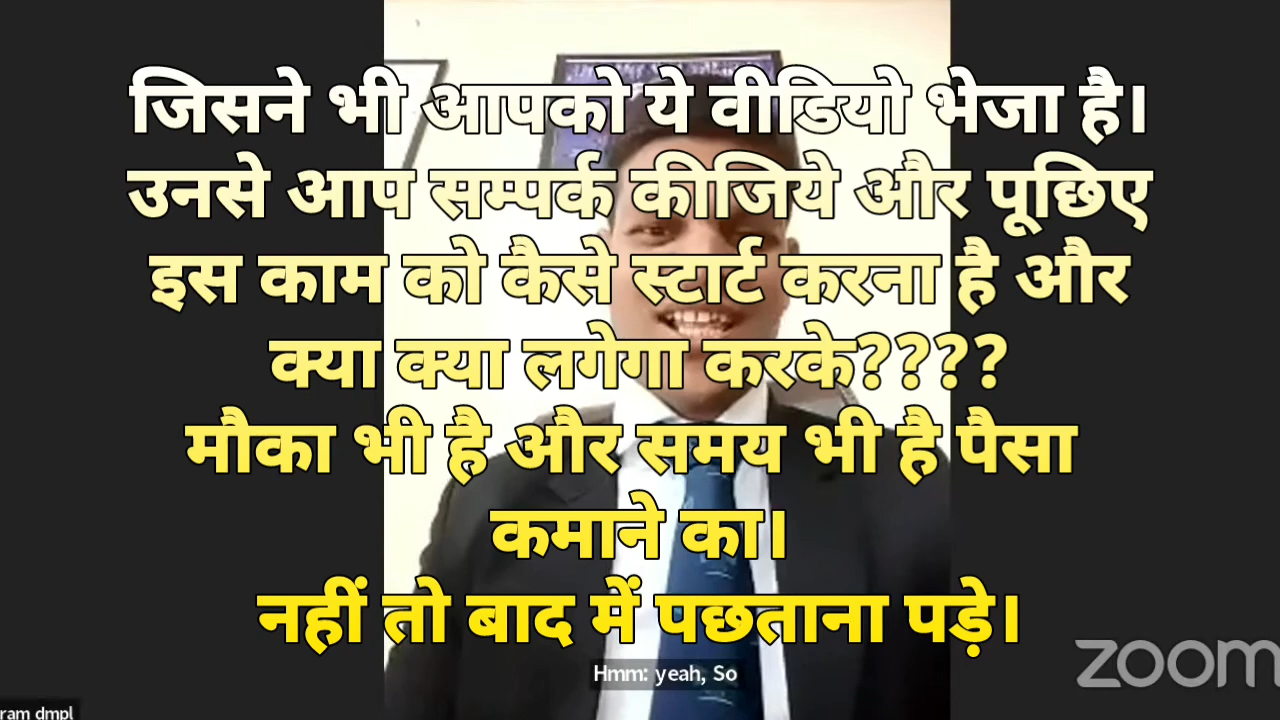 जिसने भी आपको ये वीडियो भेजा है।
उनसे आप सम्पर्क कीजिये और पूछिए
इस काम को कैसे स्टार्ट करना है और
क्या क्या लगेगा करके????
मौका भी है और समय भी है पैसा
कमाने का।
नहीं तो बाद में पछताना पड़े।
Hmm: yeah, So
zoom
ram dmpl